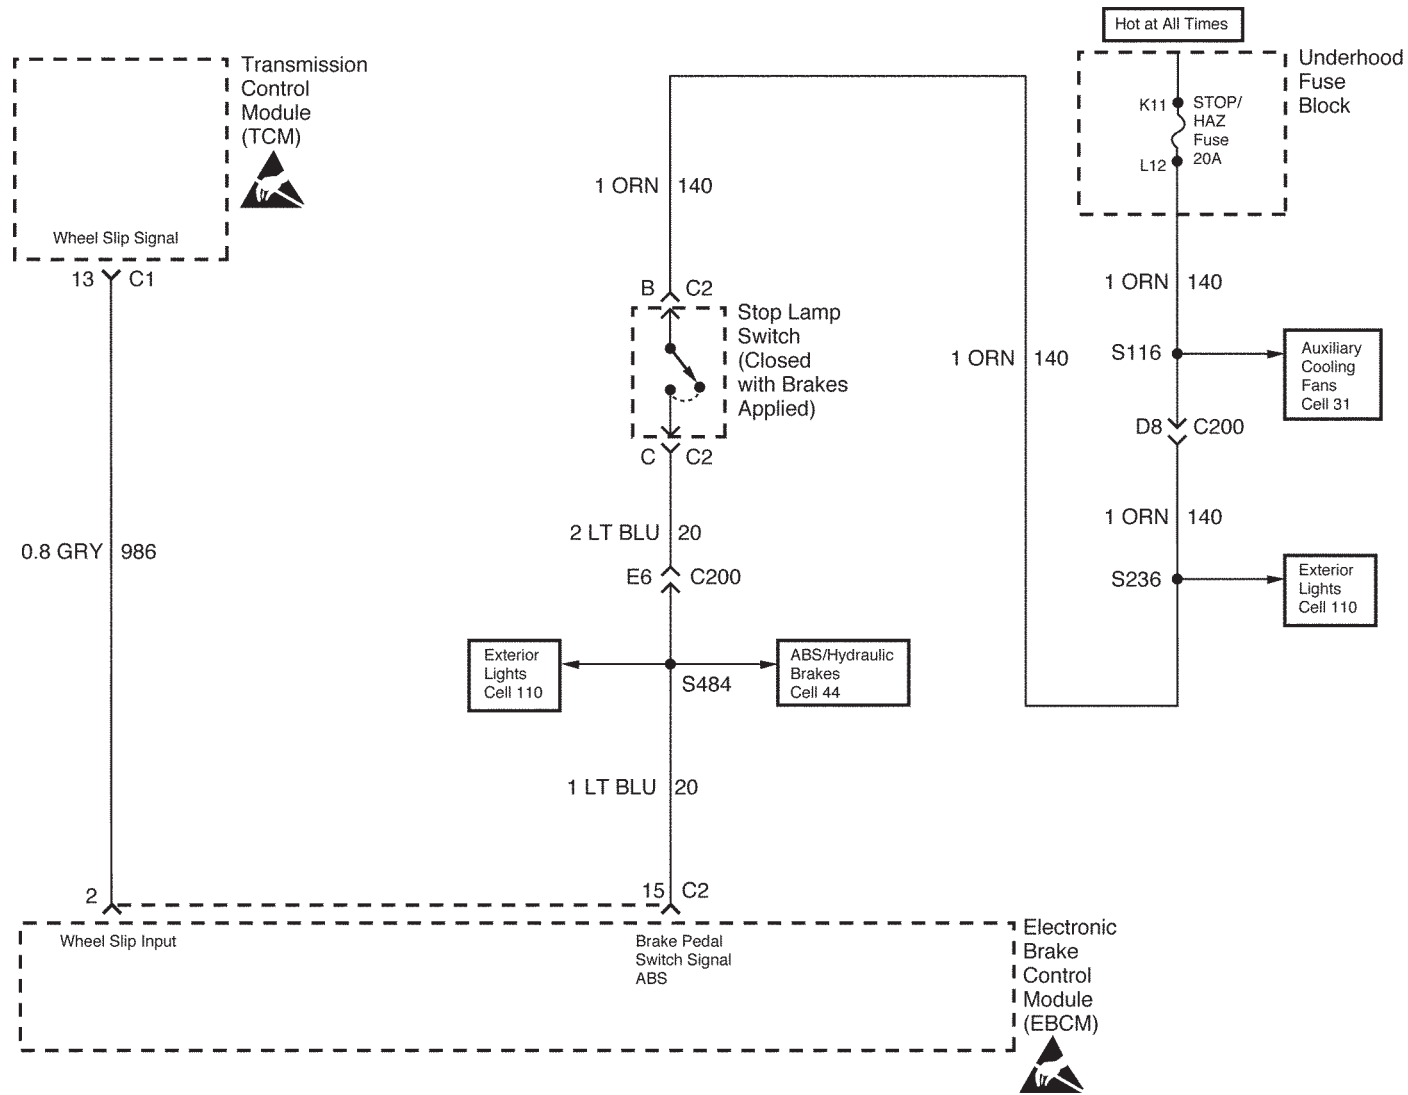 Hot at All Times
Underhood
Fuse
Block
K11
STOP/
HAZ
Fuse
20A
L12
Transmission
Control
Module
(TCM)
Wheel Slip Signal
13 C1
1 ORN 140
B C2
Stop Lamp
Switch
(Closed
with Brakes
Applied)
C C2
1 ORN 140
1 ORN 140
S116
Auxiliary
Cooling
Fans
Cell 31
D8 C200
1 ORN 140
S236
Exterior
Lights
Cell 110
0.8 GRY 986
2 LT BLU 20
E6 C200
Exterior
Lights
Cell 110
S484
ABS/Hydraulic
Brakes
Cell 44
1 LT BLU 20
2
15 C2
Wheel Slip Input
Brake Pedal
Switch Signal
ABS
Electronic
Brake
Control
Module
(EBCM)